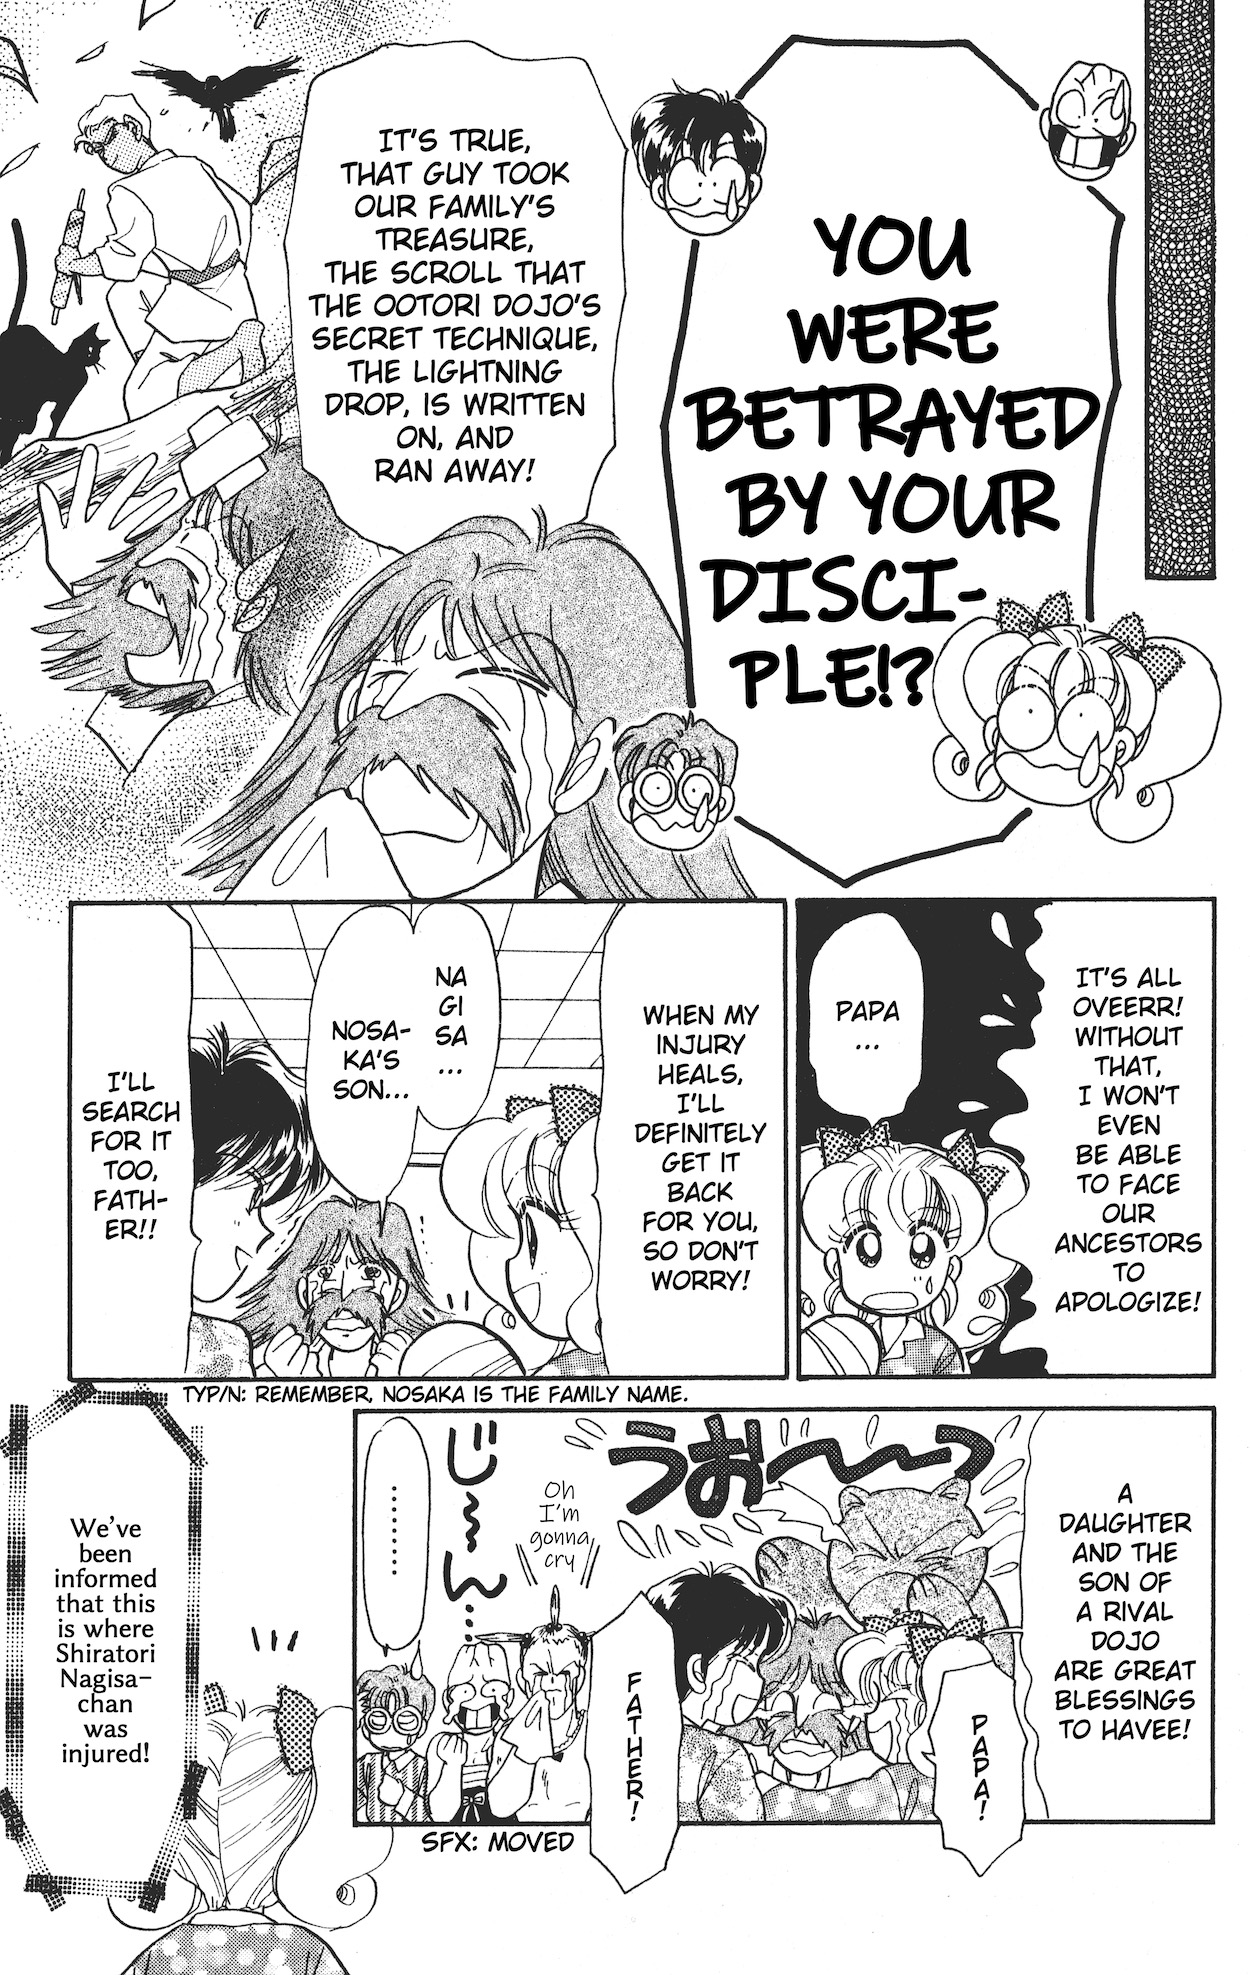 YOU
WERE
BETRAYED
BY YOUR
DISCI-
PLE!?
IT'S TRUE,
THAT GUY TOOK
OUR FAMILY'S
TREASURE,
THE SCROLL THAT
THE OOTORI DOJO'S
SECRET TECHNIQUE,
THE LIGHTNING
DROP, IS WRITTEN
ON, AND
RAN AWAY!
IT'S ALL
OVEERR!
WITHOUT
THAT,
I WON'T
EVEN
BE ABLE
TO FACE
OUR
ANCESTORS
TO
APOLOGIZE!
PAPA
...
WHEN MY
INJURY
HEALS,
I'LL
DEFINITELY
GET IT
BACK
FOR YOU,
SO DON'T
WORRY!
NA
GI
SA
...
NOSA-
KA'S
SON...
I'LL
SEARCH
FOR IT
TOO,
FATH-
ER!!
TYP/N: REMEMBER, NOSAKA IS THE FAMILY NAME.
A
DAUGHTER
AND THE
SON OF
A RIVAL
DOJO
ARE GREAT
BLESSINGS
TO HAVEE!
うお〜〜っ
PAPA!
FATHER!
Oh
I'm
gonna
cry
じ〜ん…
.........
SFX: MOVED
We've
been
informed
that this
is where
Shiratori
Nagisa-
chan
was
injured!